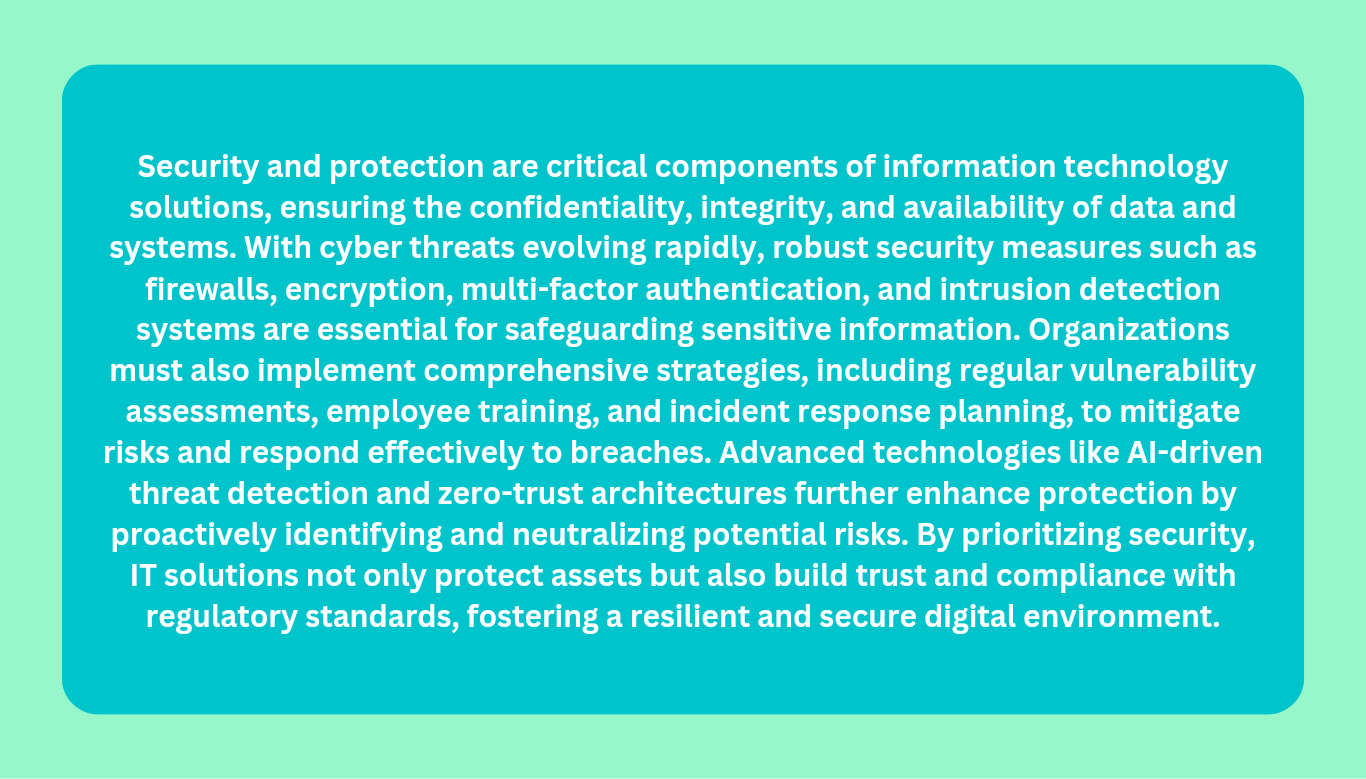 Security and protection are critical components of information technology
solutions, ensuring the confidentiality, integrity, and availability of data and
systems. With cyber threats evolving rapidly, robust security measures such as
firewalls, encryption, multi-factor authentication, and intrusion detection
systems are essential for safeguarding sensitive information. Organizations
must also implement comprehensive strategies, including regular vulnerability
assessments, employee training, and incident response planning, to mitigate
risks and respond effectively to breaches. Advanced technologies like AI-driven
threat detection and zero-trust architectures further enhance protection by
proactively identifying and neutralizing potential risks. By prioritizing security,
IT solutions not only protect assets but also build trust and compliance with
regulatory standards, fostering a resilient and secure digital environment.